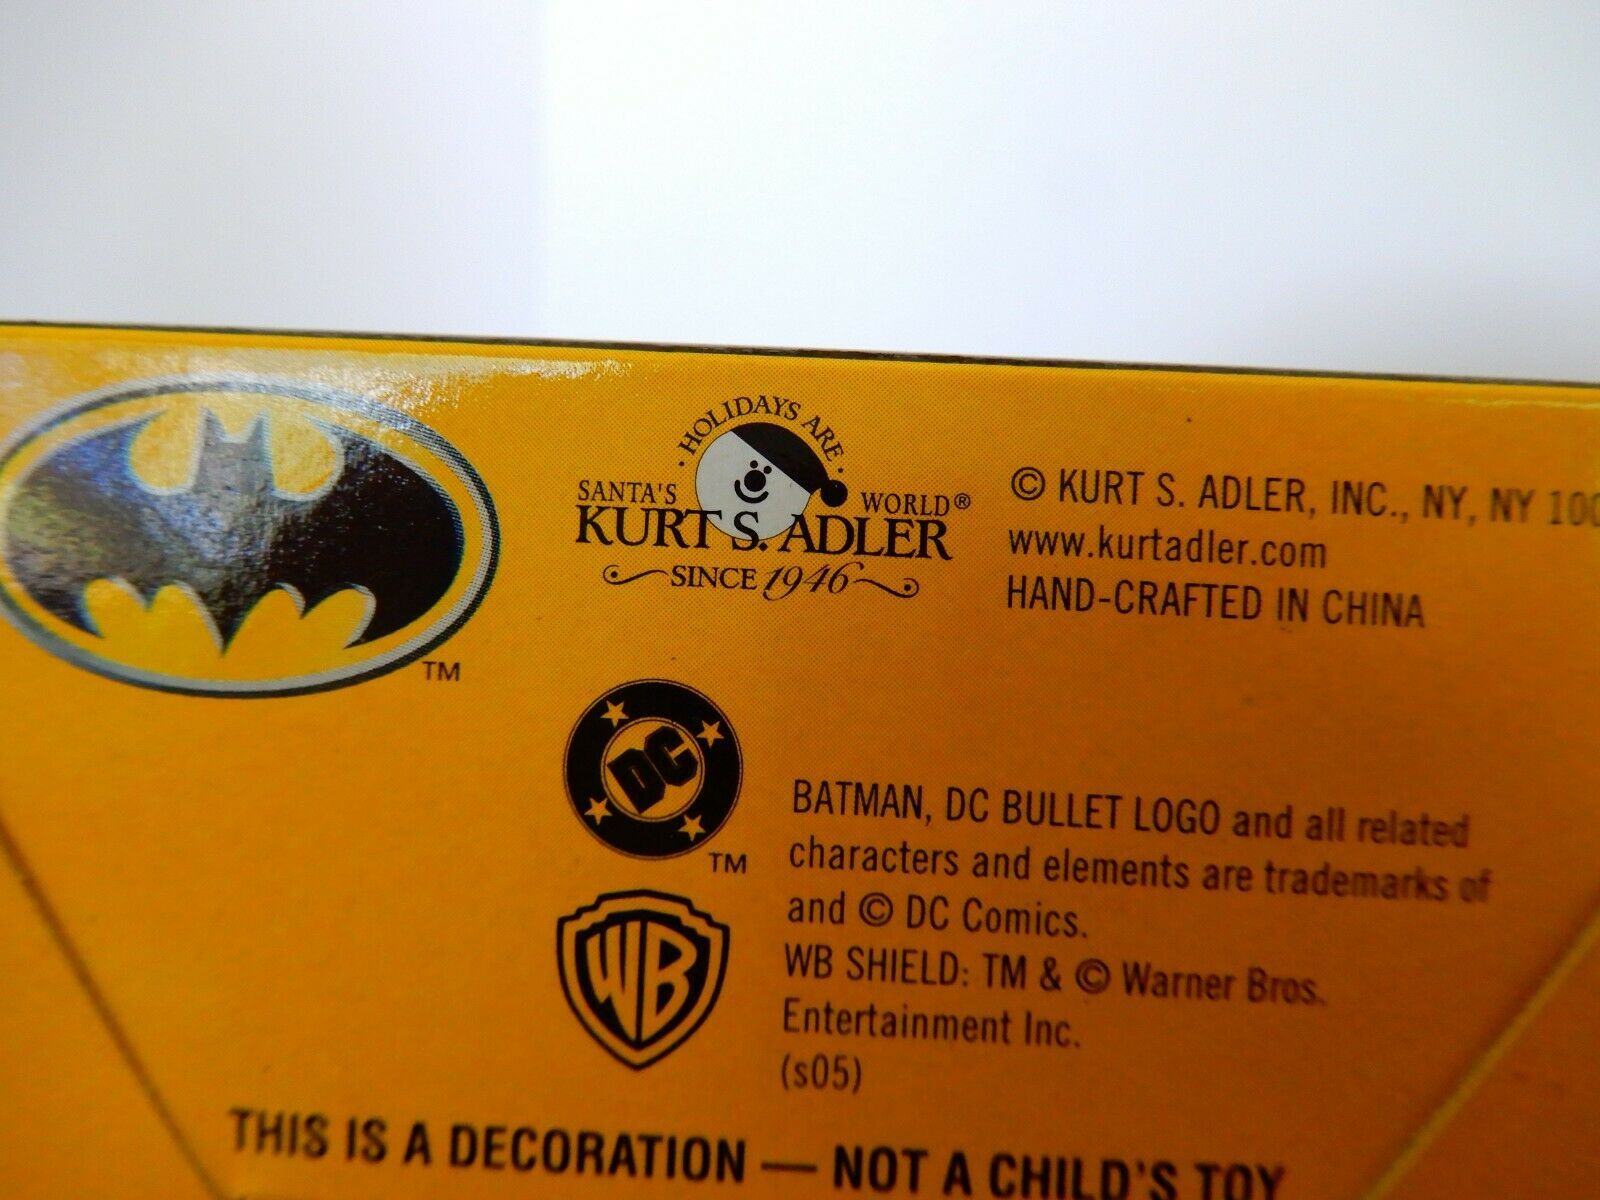 HOLIDAYS ARE
SANTA'S WORLD®
KURT S. ADLER
SINCE 1946
© KURT S. ADLER, INC., NY, NY
www.kurtadler.com
HAND-CRAFTED IN CHINA
TM
DC
TM
BATMAN, DC BULLET LOGO and all related
characters and elements are trademarks of
and © DC Comics.
WB
WB SHIELD: TM & © Warner Bros.
Entertainment Inc.
(s05)
THIS IS A DECORATION — NOT A CHILD'S TOY